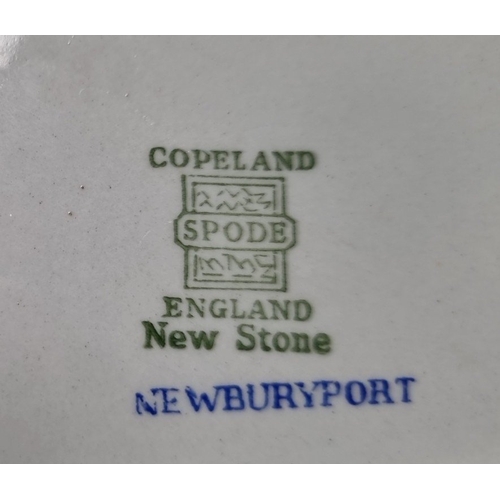 COPELAND
SPODE
ENGLAND
New Stone
NEWBURYPORT